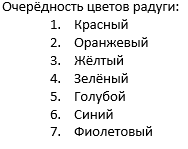 Очерёдность цветов радуги:
1. Красный
2. Оранжевый
3. Жёлтый
4. Зелёный
5. Голубой
6. Синий
7. Фиолетовый